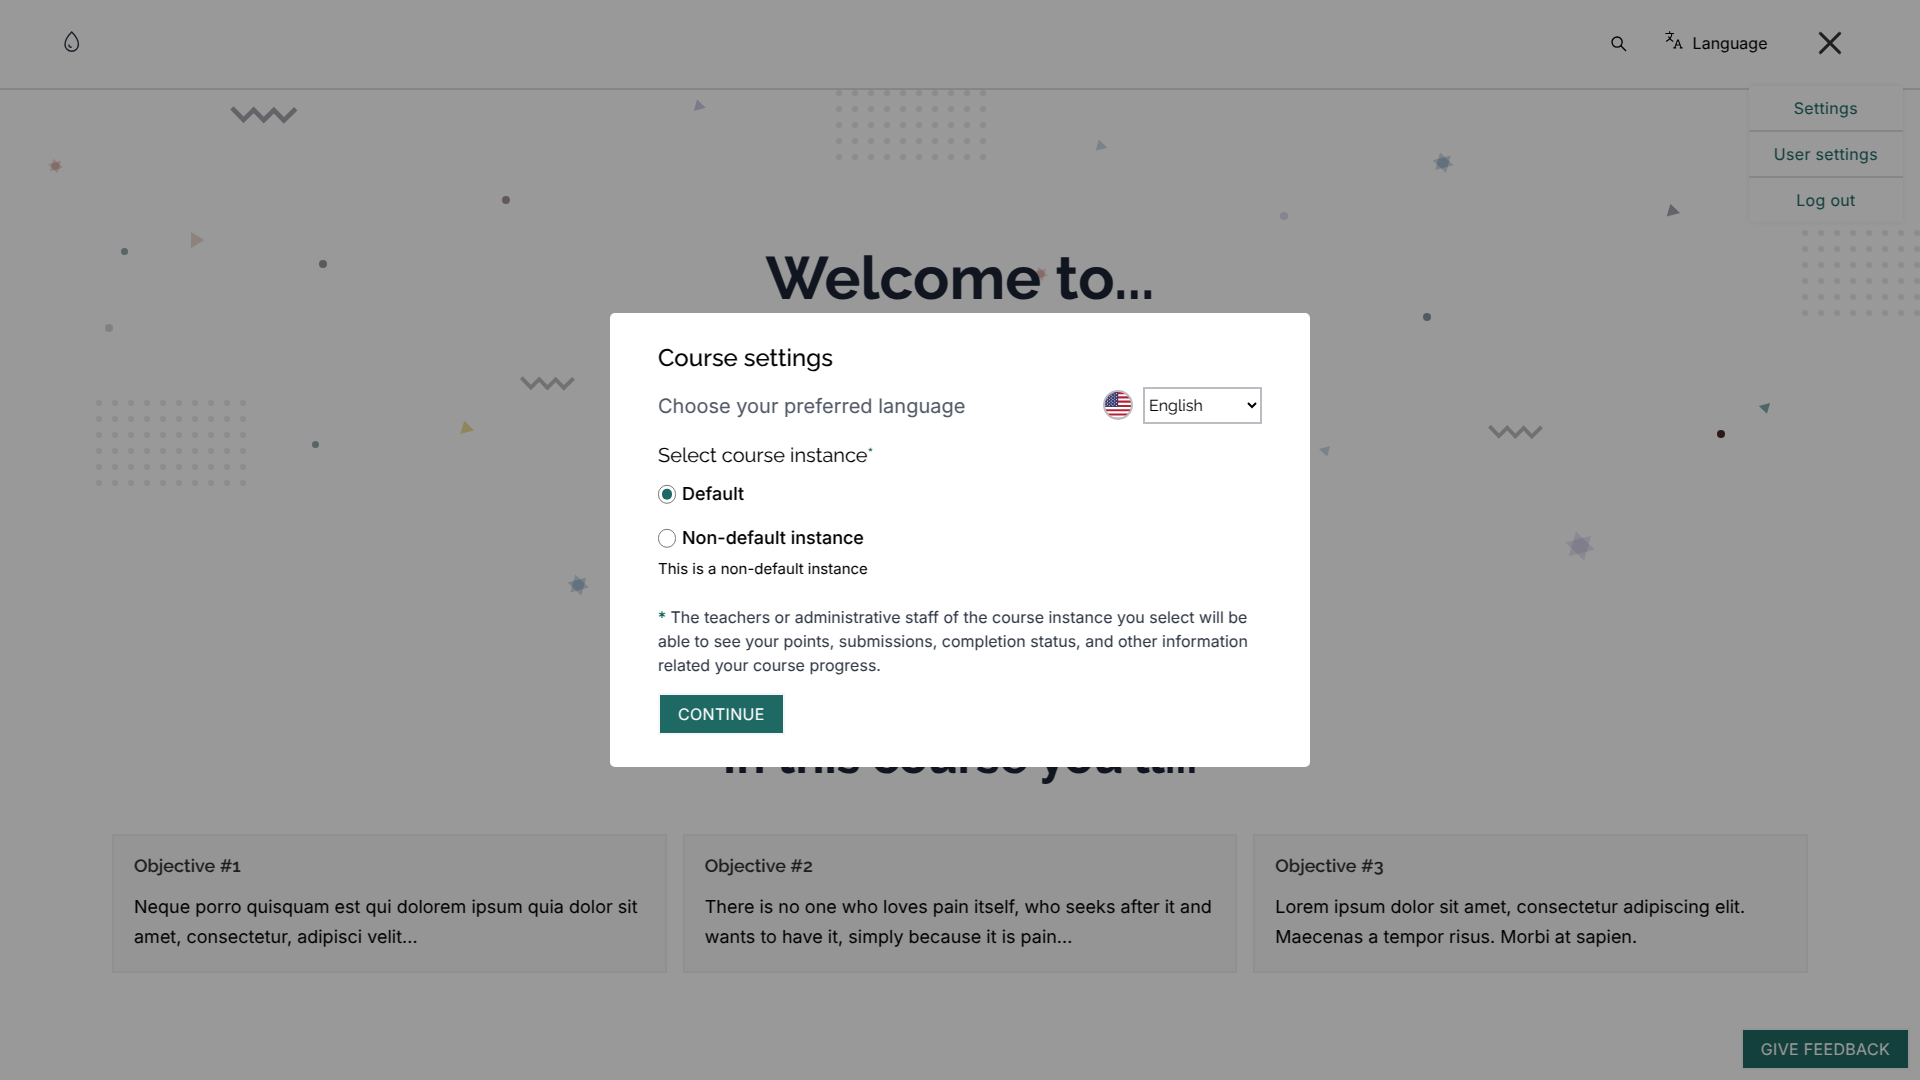 Language
Settings
User settings
Log out
Welcome to...
Course settings
Choose your preferred language
English
Select course instance*
Default
Non-default instance
This is a non-default instance
* The teachers or administrative staff of the course instance you select will be
able to see your points, submissions, completion status, and other information
related your course progress.
CONTINUE
In this course you'll...
Objective #1
Neque porro quisquam est qui dolorem ipsum quia dolor sit
amet, consectetur, adipisci velit...
Objective #2
There is no one who loves pain itself, who seeks after it and
wants to have it, simply because it is pain...
Objective #3
Lorem ipsum dolor sit amet, consectetur adipiscing elit.
Maecenas a tempor risus. Morbi at sapien.
GIVE FEEDBACK